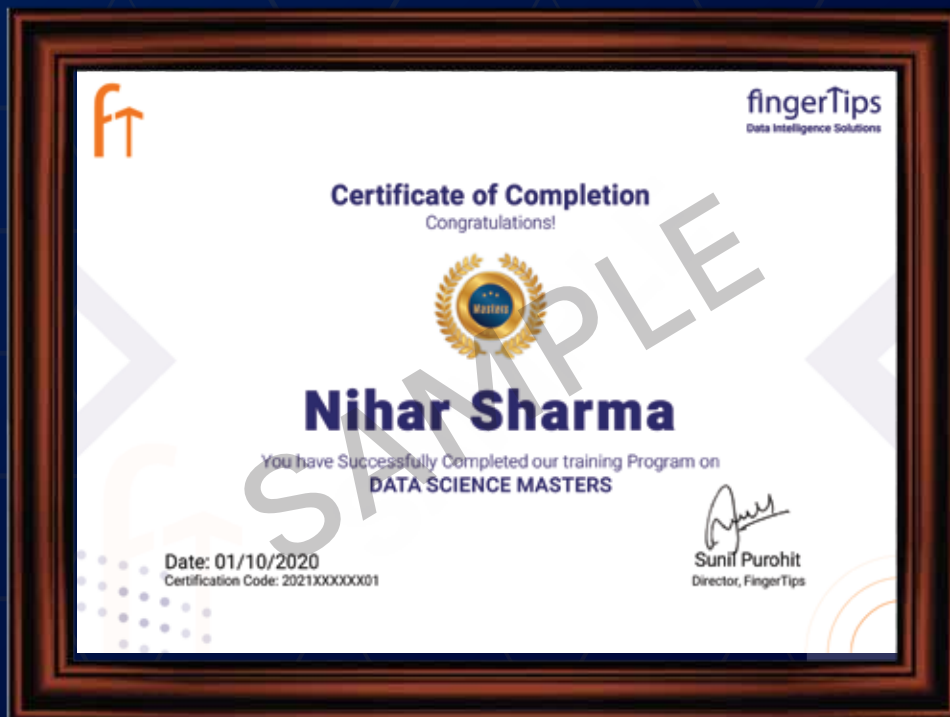 fT
fingerTips
Data Intelligence Solutions
Certificate of Completion
Congratulations!
Masters
Nihar Sharma
You have Successfully Completed our training Program on
DATA SCIENCE MASTERS
SAMPLE
Date: 01/10/2020
Certification Code: 2021XXXXXX01
Sunil Purohit
Director, FingerTips